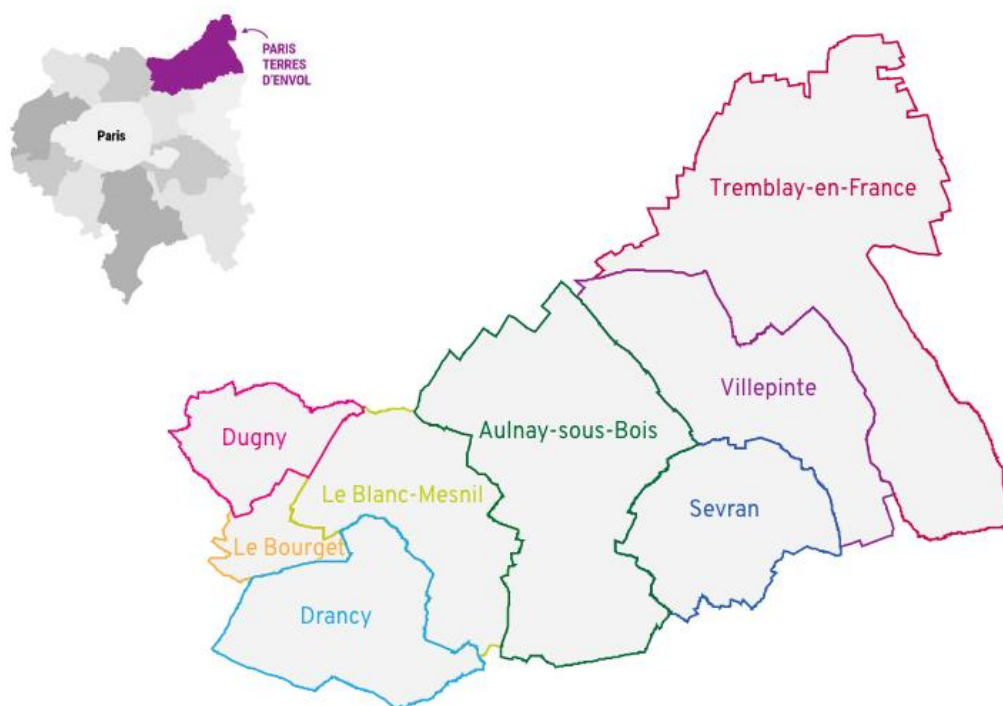 PARIS
TERRES
D'ENVOL
Paris
Tremblay-en-France
Villepinte
Aulnay-sous-Bois
Dugny
Le Blanc-Mesnil
Sevran
Le Bourget
Drancy